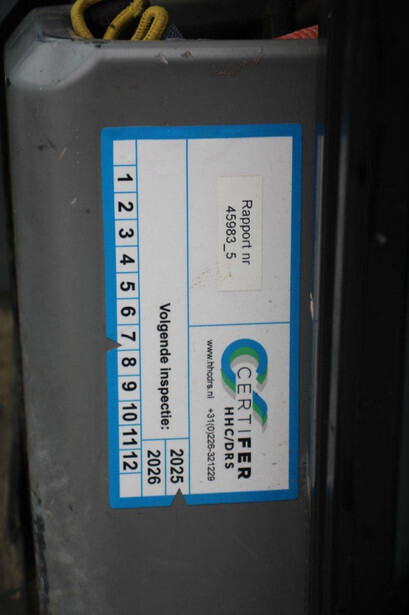 Rapport nr
45983_5
CERTIFER
HHC/DRS
www.hhcdrs.nl +31(0)226-321229
Volgende inspectie:
2025
2026
1 2 3 4 5 6 7 8 9 10 11 12